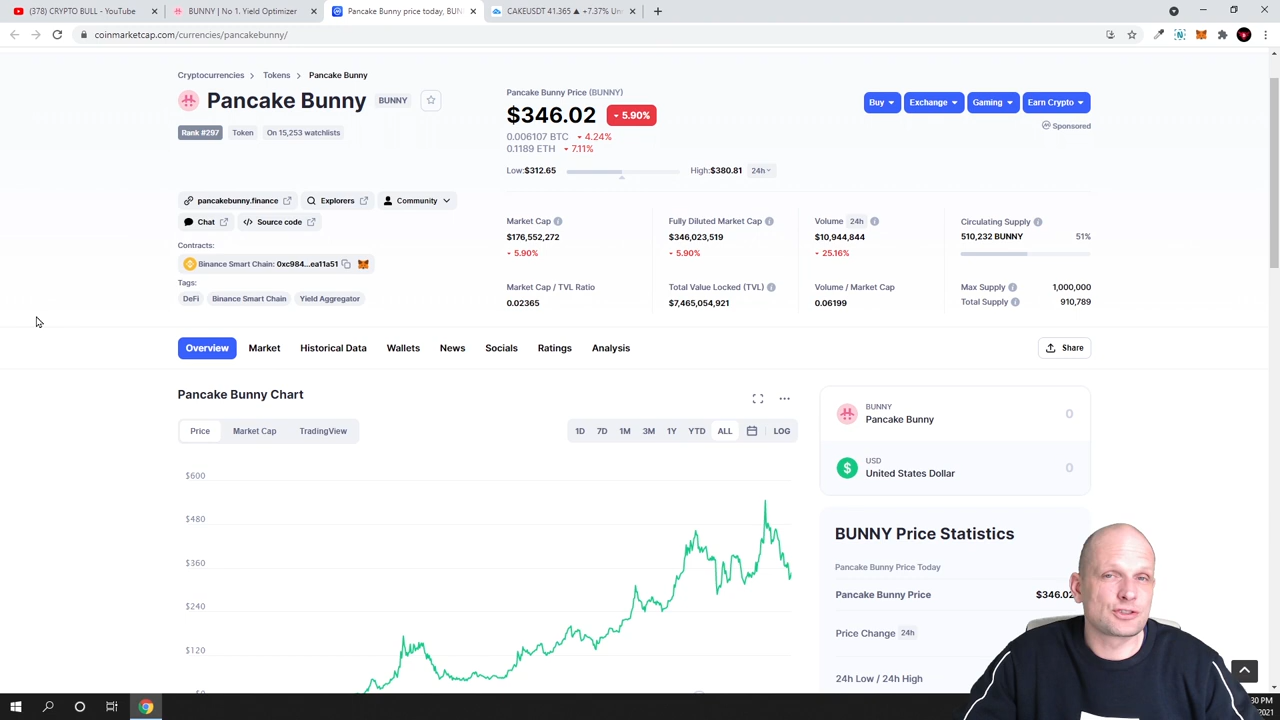 (378) CRYPTO BULL - YouTube
BUNNY | No 1. Yield Optimizer
Pancake Bunny price today, BUN
CAKEUSDT 41.365 ▲ +7.37% Un
coinmarketcap.com/currencies/pancakebunny/
Cryptocurrencies > Tokens > Pancake Bunny
Pancake Bunny BUNNY
Rank #297 Token On 15,253 watchlists
Pancake Bunny Price (BUNNY)
$346.02 5.90%
0.006107 BTC 4.24%
0.1189 ETH 7.11%
Low: $312.65 High: $380.81 24h
Buy Exchange Gaming Earn Crypto
Sponsored
pancakebunny.finance Explorers Community
Chat Source code
Contracts:
Binance Smart Chain: 0xc984...ea11a51
Tags:
DeFi Binance Smart Chain Yield Aggregator
Market Cap
$176,552,272
5.90%
Fully Diluted Market Cap
$346,023,519
5.90%
Volume 24h
$10,944,844
25.16%
Circulating Supply
510,232 BUNNY 51%
Market Cap / TVL Ratio
0.02365
Total Value Locked (TVL)
$7,465,054,921
Volume / Market Cap
0.06199
Max Supply 1,000,000
Total Supply 910,789
Overview Market Historical Data Wallets News Socials Ratings Analysis
Share
Pancake Bunny Chart
Price Market Cap TradingView
1D 7D 1M 3M 1Y YTD ALL LOG
$600
$480
$360
$240
$120
$0
BUNNY
Pancake Bunny 0
USD
United States Dollar 0
BUNNY Price Statistics
Pancake Bunny Price Today
Pancake Bunny Price $346.02
Price Change 24h
24h Low / 24h High
:30 PM
2021